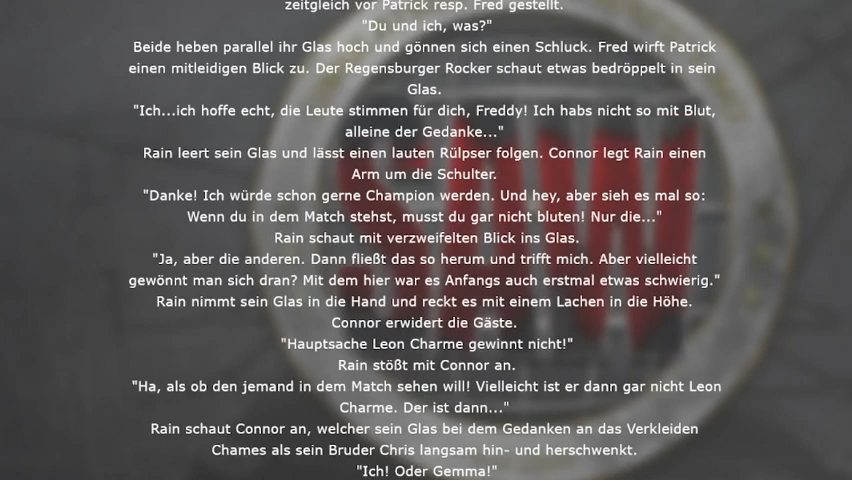 zeitgleich vor Patrick resp. Fred gestellt.
"Du und ich, was?"
Beide heben parallel ihr Glas hoch und gönnen sich einen Schluck. Fred wirft Patrick
einen mitleidigen Blick zu. Der Regensburger Rocker schaut etwas bedröppelt in sein
Glas.
"Ich...ich hoffe echt, die Leute stimmen für dich, Freddy! Ich habs nicht so mit Blut,
alleine der Gedanke..."
Rain leert sein Glas und lässt einen lauten Rülpser folgen. Connor legt Rain einen
Arm um die Schulter.
"Danke! Ich würde schon gerne Champion werden. Und hey, aber sieh es mal so:
Wenn du in dem Match stehst, musst du gar nicht bluten! Nur die..."
Rain schaut mit verzweifelten Blick ins Glas.
"Ja, aber die anderen. Dann fließt das so herum und trifft mich. Aber vielleicht
gewönnt man sich dran? Mit dem hier war es Anfangs auch erstmal etwas schwierig."
Rain nimmt sein Glas in die Hand und reckt es mit einem Lachen in die Höhe.
Connor erwidert die Gäste.
"Hauptsache Leon Charme gewinnt nicht!"
Rain stößt mit Connor an.
"Ha, als ob den jemand in dem Match sehen will! Vielleicht ist er dann gar nicht Leon
Charme. Der ist dann..."
Rain schaut Connor an, welcher sein Glas bei dem Gedanken an das Verkleiden
Chames als sein Bruder Chris langsam hin- und herschwenkt.
"Ich! Oder Gemma!"
SAW